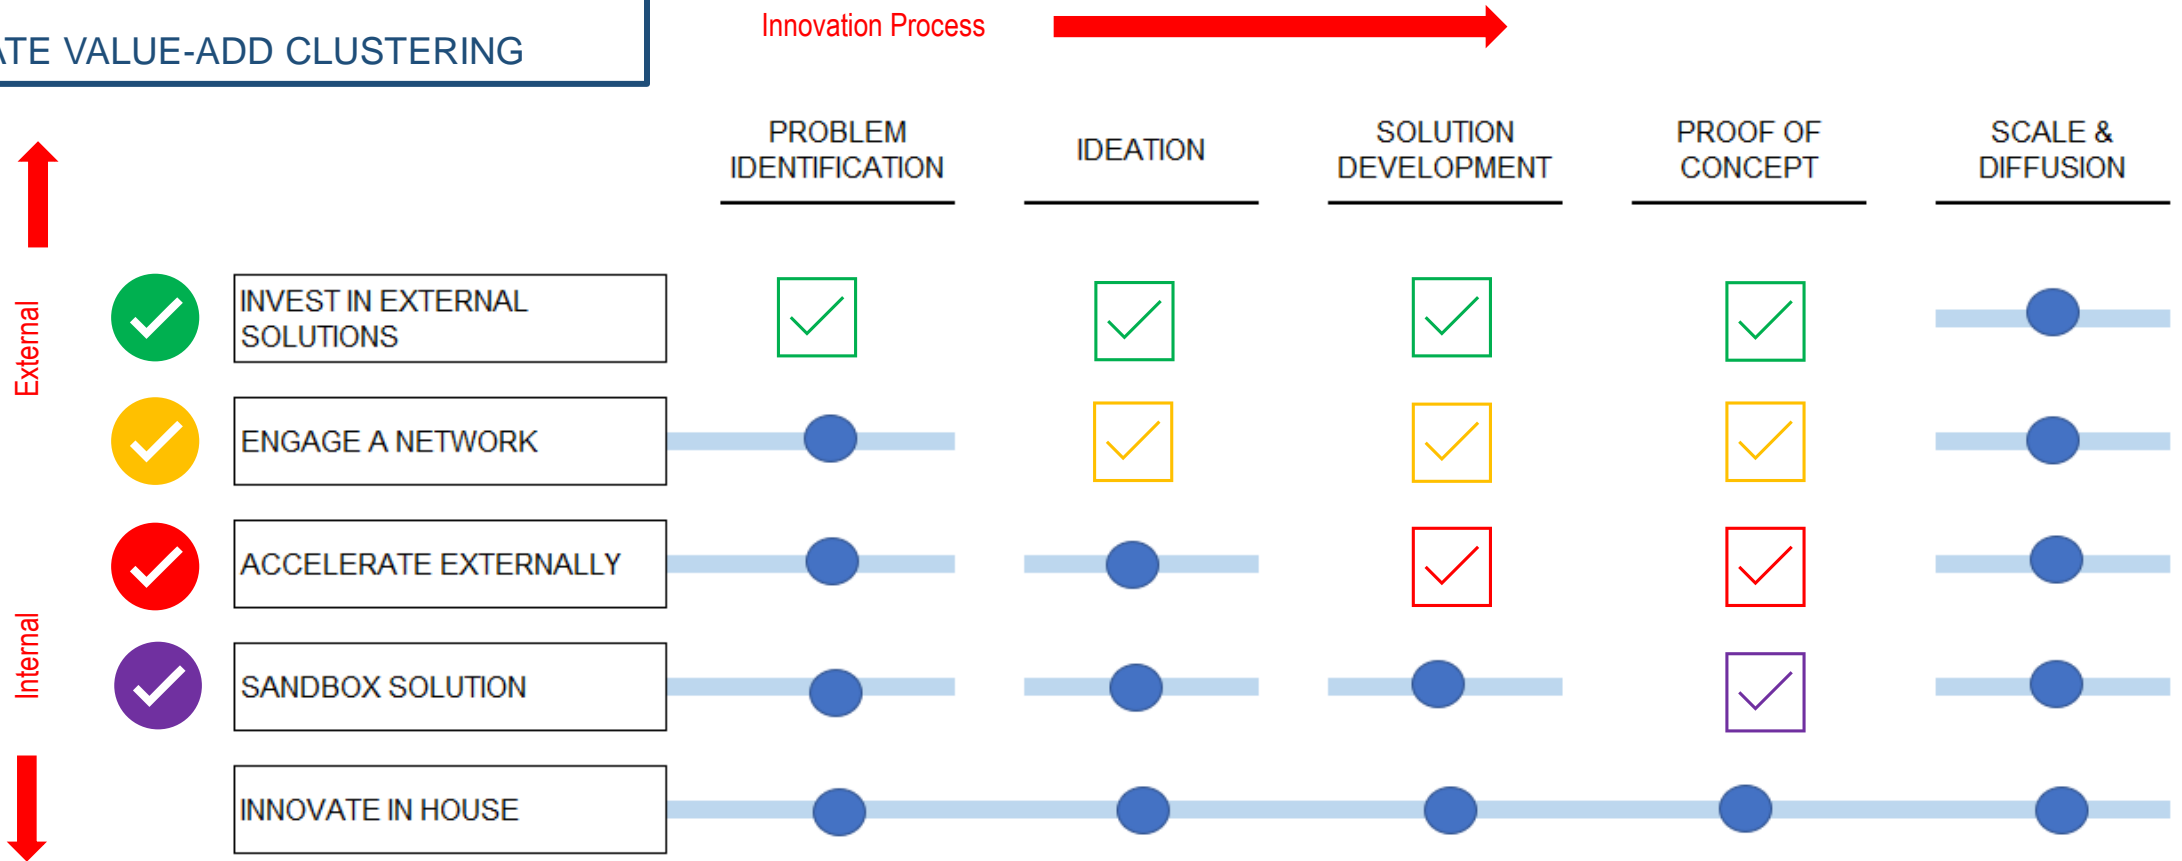 VALUE-ADD CLUSTERING
Innovation Process
PROBLEM
IDENTIFICATION
IDEATION
SOLUTION
DEVELOPMENT
PROOF OF
CONCEPT
SCALE &
DIFFUSION
External
INVEST IN EXTERNAL
SOLUTIONS
ENGAGE A NETWORK
ACCELERATE EXTERNALLY
Internal
SANDBOX SOLUTION
INNOVATE IN HOUSE